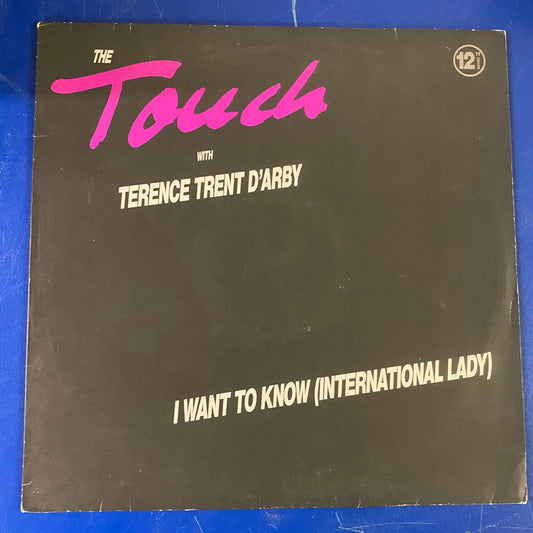 THE
Touch
12"
WITH
TERENCE TRENT D'ARBY
I WANT TO KNOW (INTERNATIONAL LADY)